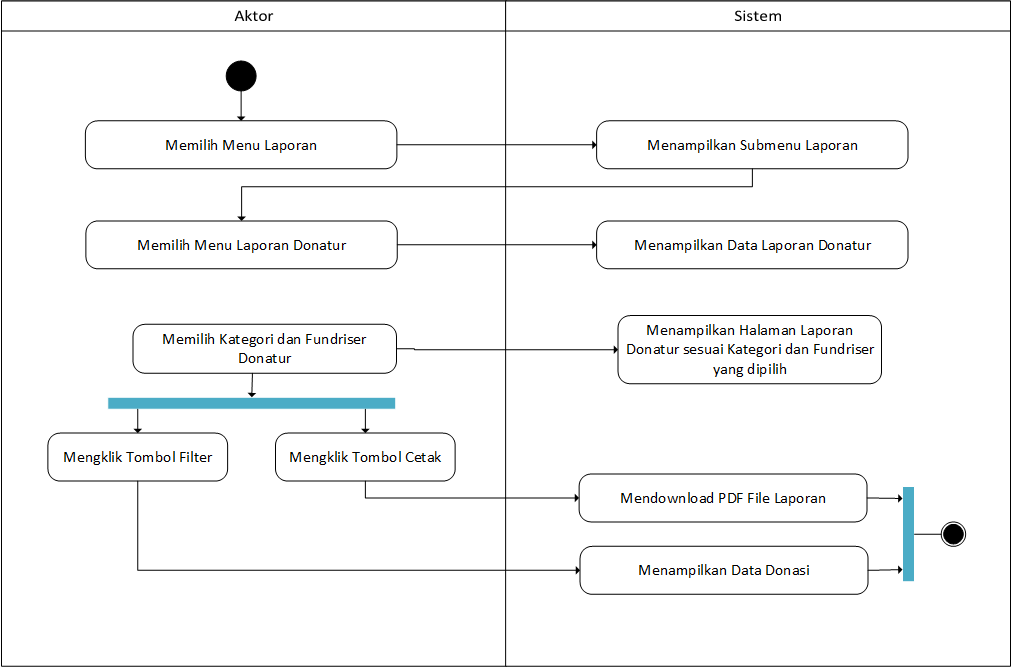 Aktor
Sistem
Memilih Menu Laporan
Menampilkan Submenu Laporan
Memilih Menu Laporan Donatur
Menampilkan Data Laporan Donatur
Memilih Kategori dan Fundriser
Donatur
Menampilkan Halaman Laporan
Donatur sesuai Kategori dan Fundriser
yang dipilih
Mengklik Tombol Filter
Mengklik Tombol Cetak
Mendownload PDF File Laporan
Menampilkan Data Donasi